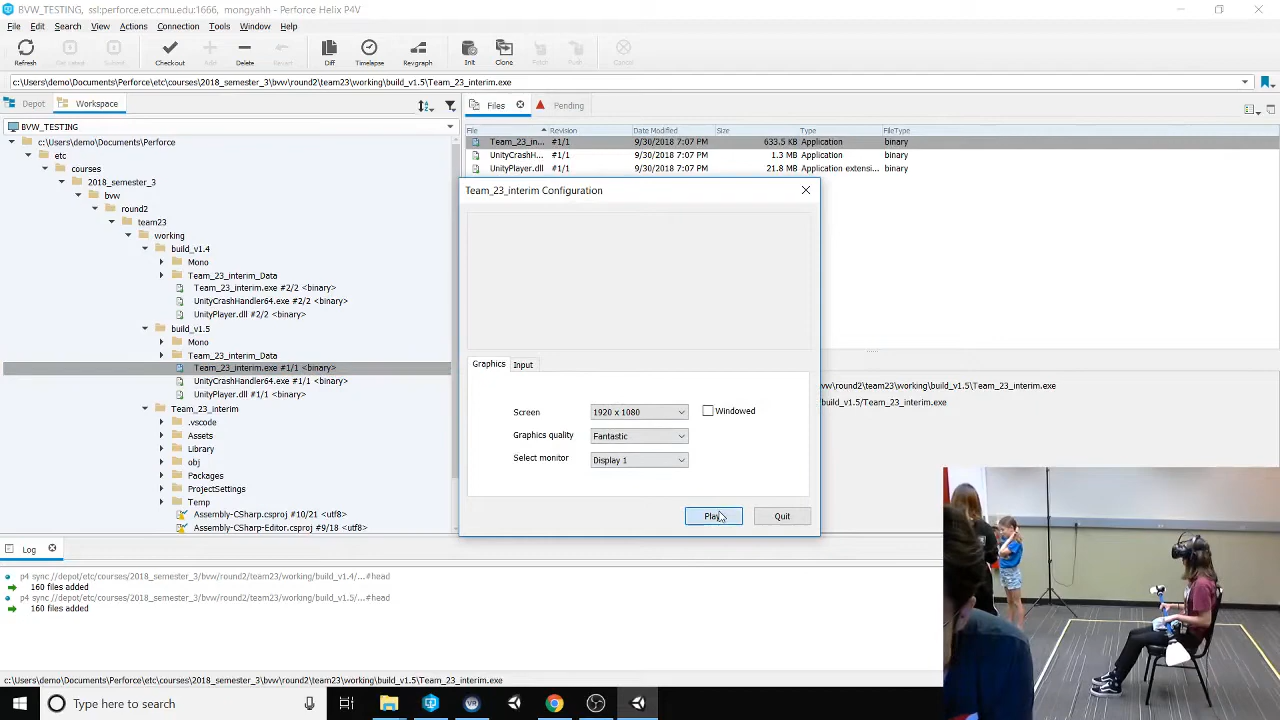 BVW_TESTING, ssl:perforce.etc.cmu.edu:1666, mongyahh - Perforce Helix P4V
File Edit Search View Actions Connection Tools Window Help
Refresh Get Latest Submit Checkout Add Delete Revert Diff Timelapse Revgraph Init Clone Fetch Push Cancel
c:\Users\demo\Documents\Perforce\etc\courses\2018_semester_3\bvw\round2\team23\working\build_v1.5\Team_23_interim.exe
Depot Workspace
BVW_TESTING
c:\Users\demo\Documents\Perforce
etc
courses
2018_semester_3
bvw
round2
team23
working
build_v1.4
Mono
Team_23_interim_Data
Team_23_interim.exe #2/2 <binary>
UnityCrashHandler64.exe #2/2 <binary>
UnityPlayer.dll #2/2 <binary>
build_v1.5
Mono
Team_23_interim_Data
Team_23_interim.exe #1/1 <binary>
UnityCrashHandler64.exe #1/1 <binary>
UnityPlayer.dll #1/1 <binary>
Team_23_interim
.vscode
Assets
Library
obj
Packages
ProjectSettings
Temp
Assembly-CSharp.csproj #10/21 <utf8>
Assembly-CSharp-Editor.csproj #9/18 <utf8>
Files Pending
File Revision Date Modified Size Type FileType
Team_23_in... #1/1 9/30/2018 7:07 PM 633.5 KB Application binary
UnityCrashH... #1/1 9/30/2018 7:07 PM 1.3 MB Application binary
UnityPlayer.dll #1/1 9/30/2018 7:07 PM 21.8 MB Application extensi... binary
Team_23_interim Configuration
Graphics Input
Screen 1920 x 1080 Windowed
Graphics quality Fantastic
Select monitor Display 1
Play Quit
w\round2\team23\working\build_v1.5\Team_23_interim.exe
build_v1.5/Team_23_interim.exe
Log
p4 sync //depot/etc/courses/2018_semester_3/bvw/round2/team23/working/build_v1.4/...#head
160 files added
p4 sync //depot/etc/courses/2018_semester_3/bvw/round2/team23/working/build_v1.5/...#head
160 files added
c:\Users\demo\Documents\Perforce\etc\courses\2018_semester_3\bvw\round2\team23\working\build_v1.5\Team_23_interim.exe
Type here to search
VR